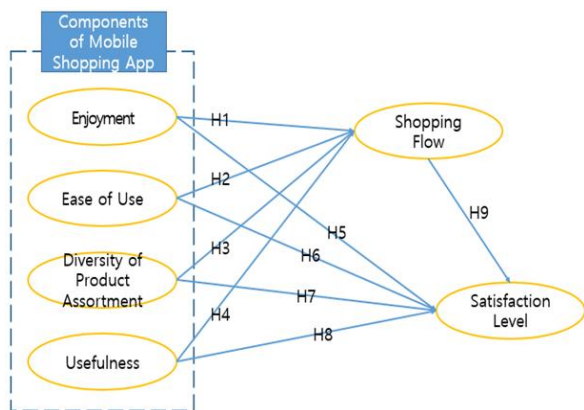 Components
of Mobile
Shopping App
Enjoyment
H1
Shopping
Flow
Ease of Use
H2
H9
H5
H3
H6
Diversity of
Product
Assortment
H7
Satisfaction
Level
H4
H8
Usefulness